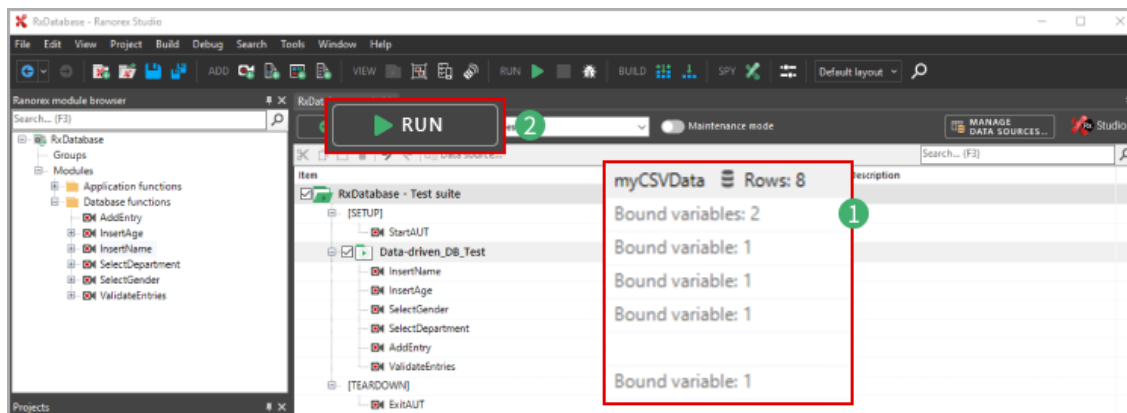 RxDatabase - Ranorex Studio
File Edit View Project Build Debug Search Tools Window Help
ADD VIEW RUN BUILD SPY Default layout
Ranorex module browser
RxDat
Search... (F3)
RUN
2
Maintenance mode
MANAGE
DATA SOURCES...
Rx Studio
RxDatabase
Groups
Modules
Application functions
Database functions
AddEntry
InsertAge
InsertName
SelectDepartment
SelectGender
ValidateEntries
Data source...
Search... (F3)
Item
Description
RxDatabase - Test suite
[SETUP]
StartAUT
Data-driven_DB_Test
InsertName
InsertAge
SelectGender
SelectDepartment
AddEntry
ValidateEntries
[TEARDOWN]
ExitAUT
myCSVData Rows: 8
Bound variables: 2
1
Bound variable: 1
Bound variable: 1
Bound variable: 1
Bound variable: 1
Projects